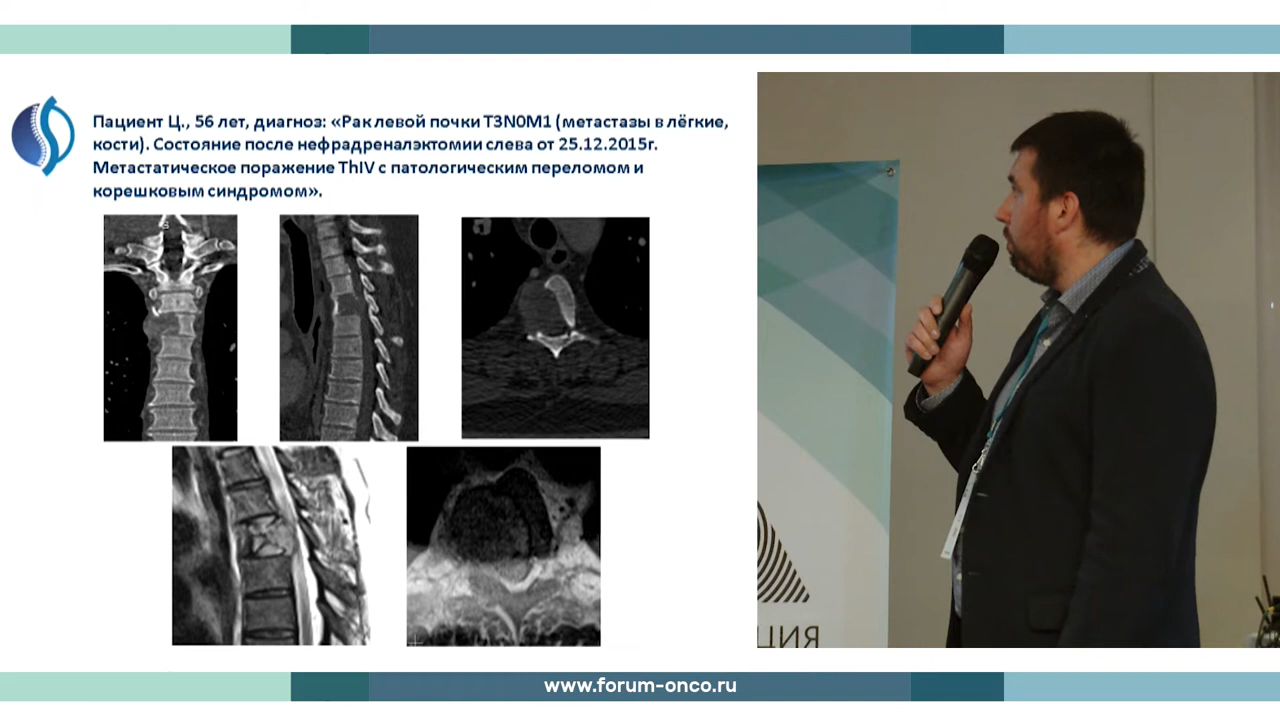 Пациент Ц., 56 лет, диагноз: «Рак левой почки T3N0M1 (метастазы в лёгкие,
кости). Состояние после нефрадреналэктомии слева от 25.12.2015г.
Метастатическое поражение ThIV с патологическим переломом и
корешковым синдромом».
ЦИЯ
www.forum-onco.ru